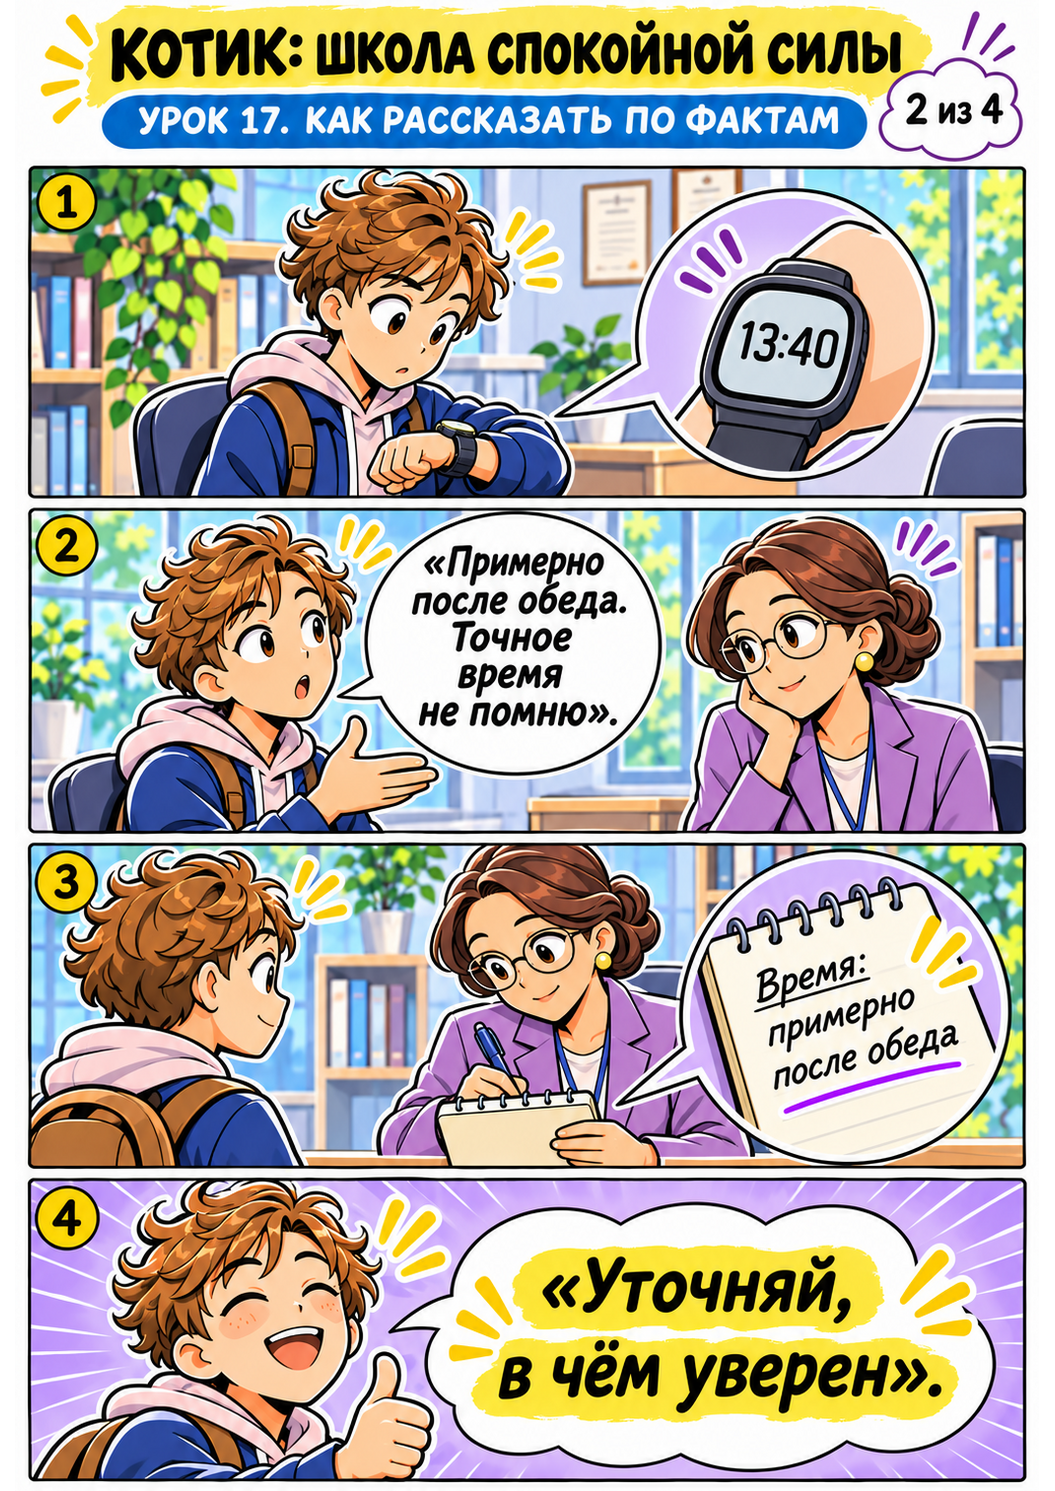 КОТИК: ШКОЛА СПОКОЙНОЙ СИЛЫ
УРОК 17. КАК РАССКАЗАТЬ ПО ФАКТАМ
2 из 4
1
13:40
2
«Примерно
после обеда.
Точное
время
не помню».
3
Время:
примерно
после обеда
4
«Уточняй,
в чём уверен».